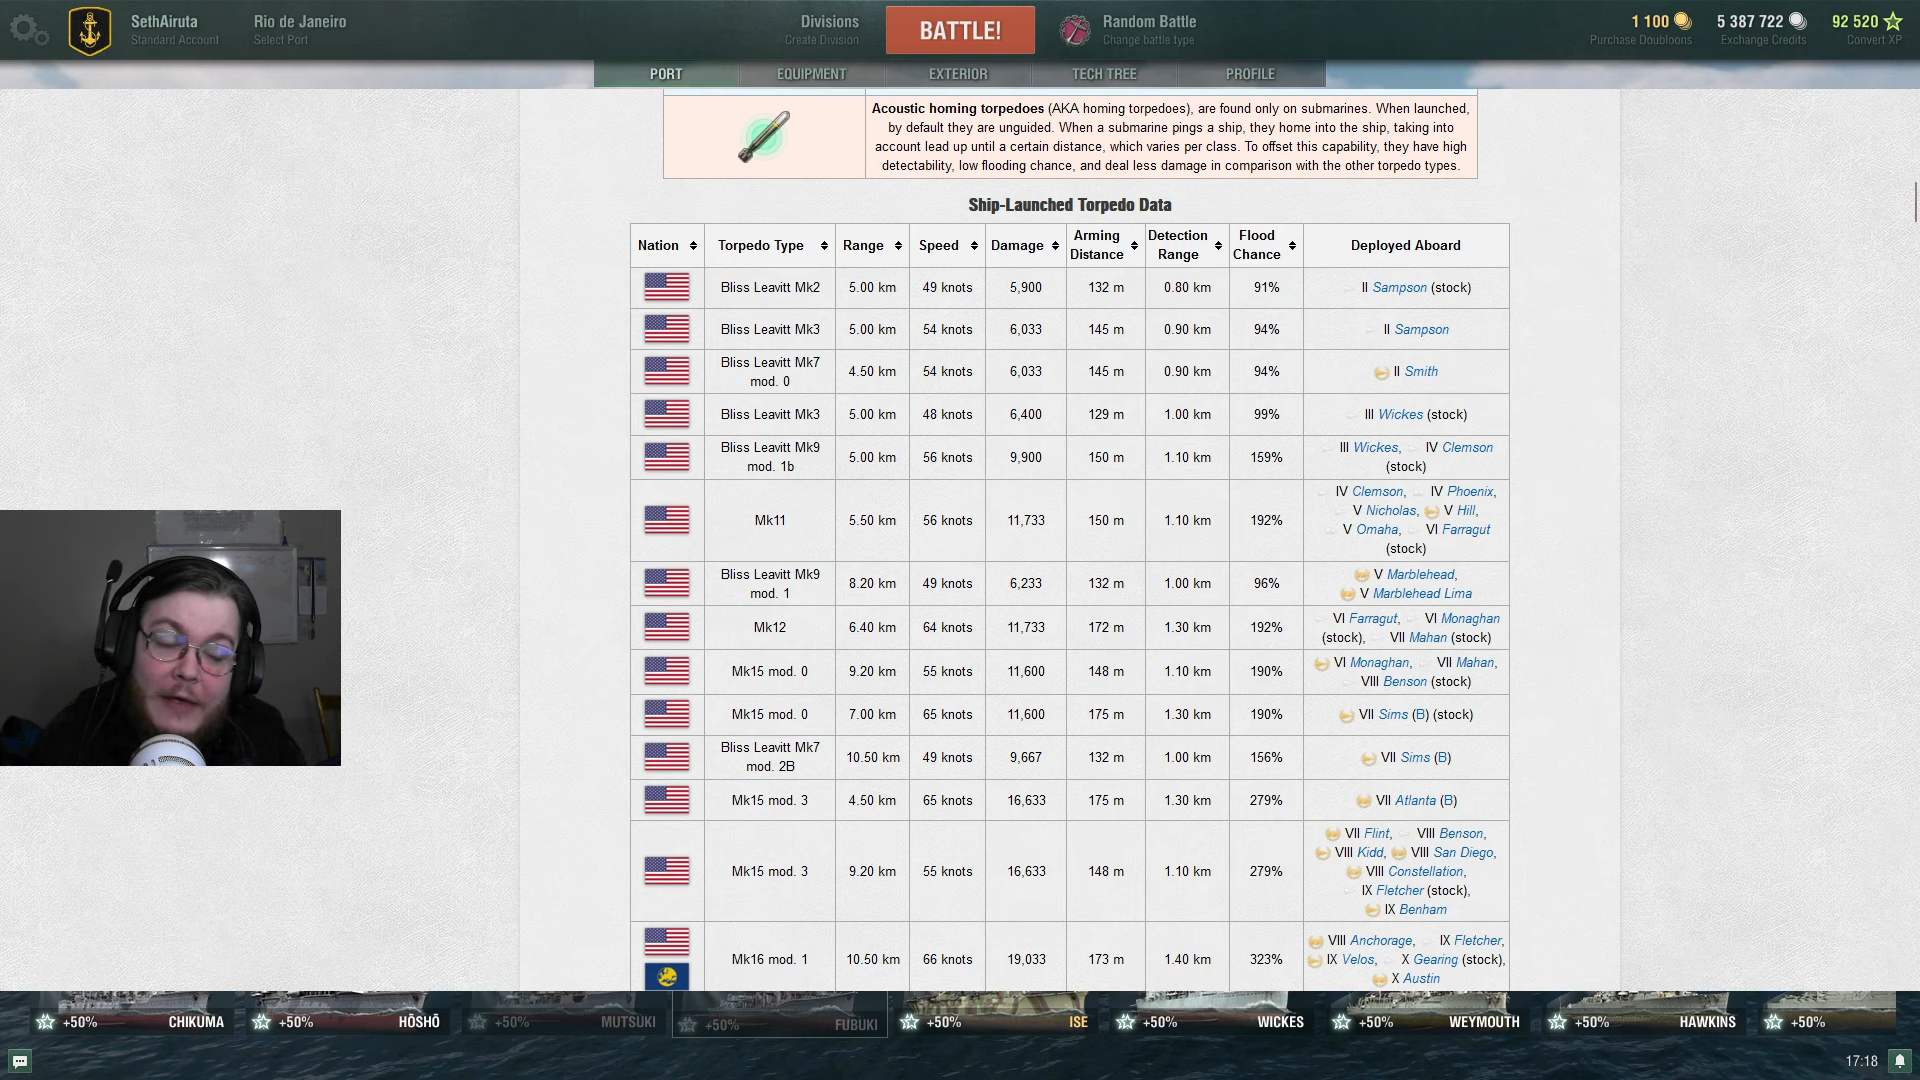 SethAiruta
Standard Account
Rio de Janeiro
Select Port
Divisions
Create Division
BATTLE!
Random Battle
Change battle type
1 100
Purchase Doubloons
5 387 722
Exchange Credits
92 520
Convert XP
PORT
EQUIPMENT
EXTERIOR
TECH TREE
PROFILE
Acoustic homing torpedoes (AKA homing torpedoes), are found only on submarines. When launched,
by default they are unguided. When a submarine pings a ship, they home into the ship, taking into
account lead up until a certain distance, which varies per class. To offset this capability, they have high
detectability, low flooding chance, and deal less damage in comparison with the other torpedo types.
Ship-Launched Torpedo Data
Nation Torpedo Type Range Speed Damage Arming Distance Detection Range Flood Chance Deployed Aboard
Bliss Leavitt Mk2 5.00 km 49 knots 5,900 132 m 0.80 km 91% II Sampson (stock)
Bliss Leavitt Mk3 5.00 km 54 knots 6,033 145 m 0.90 km 94% II Sampson
Bliss Leavitt Mk7 mod. 0 4.50 km 54 knots 6,033 145 m 0.90 km 94% II Smith
Bliss Leavitt Mk3 5.00 km 48 knots 6,400 129 m 1.00 km 99% III Wickes (stock)
Bliss Leavitt Mk9 mod. 1b 5.00 km 56 knots 9,900 150 m 1.10 km 159% III Wickes, IV Clemson (stock)
Mk11 5.50 km 56 knots 11,733 150 m 1.10 km 192% IV Clemson, IV Phoenix, V Nicholas, V Hill, V Omaha, VI Farragut (stock)
Bliss Leavitt Mk9 mod. 1 8.20 km 49 knots 6,233 132 m 1.00 km 96% V Marblehead, V Marblehead Lima
Mk12 6.40 km 64 knots 11,733 172 m 1.30 km 192% VI Farragut, VI Monaghan (stock), VII Mahan (stock)
Mk15 mod. 0 9.20 km 55 knots 11,600 148 m 1.10 km 190% VI Monaghan, VII Mahan, VIII Benson (stock)
Mk15 mod. 0 7.00 km 65 knots 11,600 175 m 1.30 km 190% VII Sims (B) (stock)
Bliss Leavitt Mk7 mod. 2B 10.50 km 49 knots 9,667 132 m 1.00 km 156% VII Sims (B)
Mk15 mod. 3 4.50 km 65 knots 16,633 175 m 1.30 km 279% VII Atlanta (B)
Mk15 mod. 3 9.20 km 55 knots 16,633 148 m 1.10 km 279% VII Flint, VIII Benson, VIII Kidd, VIII San Diego, VIII Constellation, IX Fletcher (stock), IX Benham
Mk16 mod. 1 10.50 km 66 knots 19,033 173 m 1.40 km 323% VIII Anchorage, IX Fletcher, IX Velos, X Gearing (stock), X Austin
+50% CHIKUMA
+50% HŌSHŌ
+50% MUTSUKI
+50% FUBUKI
+50% ISE
+50% WICKES
+50% WEYMOUTH
+50% HAWKINS
+50%
17:18